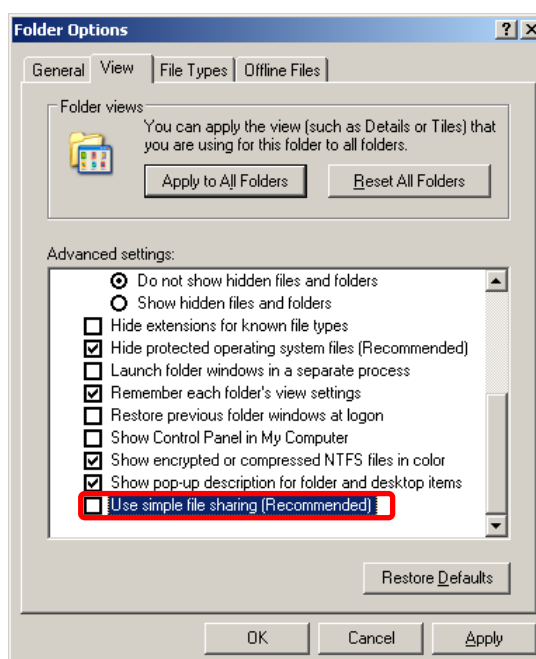 Folder Options
General View File Types Offline Files
Folder views
You can apply the view (such as Details or Tiles) that
you are using for this folder to all folders.
Apply to All Folders Reset All Folders
Advanced settings:
Do not show hidden files and folders
Show hidden files and folders
Hide extensions for known file types
Hide protected operating system files (Recommended)
Launch folder windows in a separate process
Remember each folder's view settings
Restore previous folder windows at logon
Show Control Panel in My Computer
Show encrypted or compressed NTFS files in color
Show pop-up description for folder and desktop items
Use simple file sharing (Recommended)
Restore Defaults
OK Cancel Apply